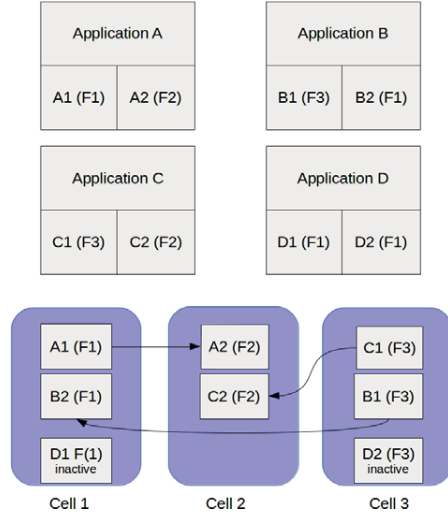 Application A
Application B
A1 (F1)
A2 (F2)
B1 (F3)
B2 (F1)
Application C
Application D
C1 (F3)
C2 (F2)
D1 (F1)
D2 (F1)
A1 (F1)
A2 (F2)
C1 (F3)
B2 (F1)
C2 (F2)
B1 (F3)
D1 F(1)
inactive
D2 (F3)
inactive
Cell 1
Cell 2
Cell 3